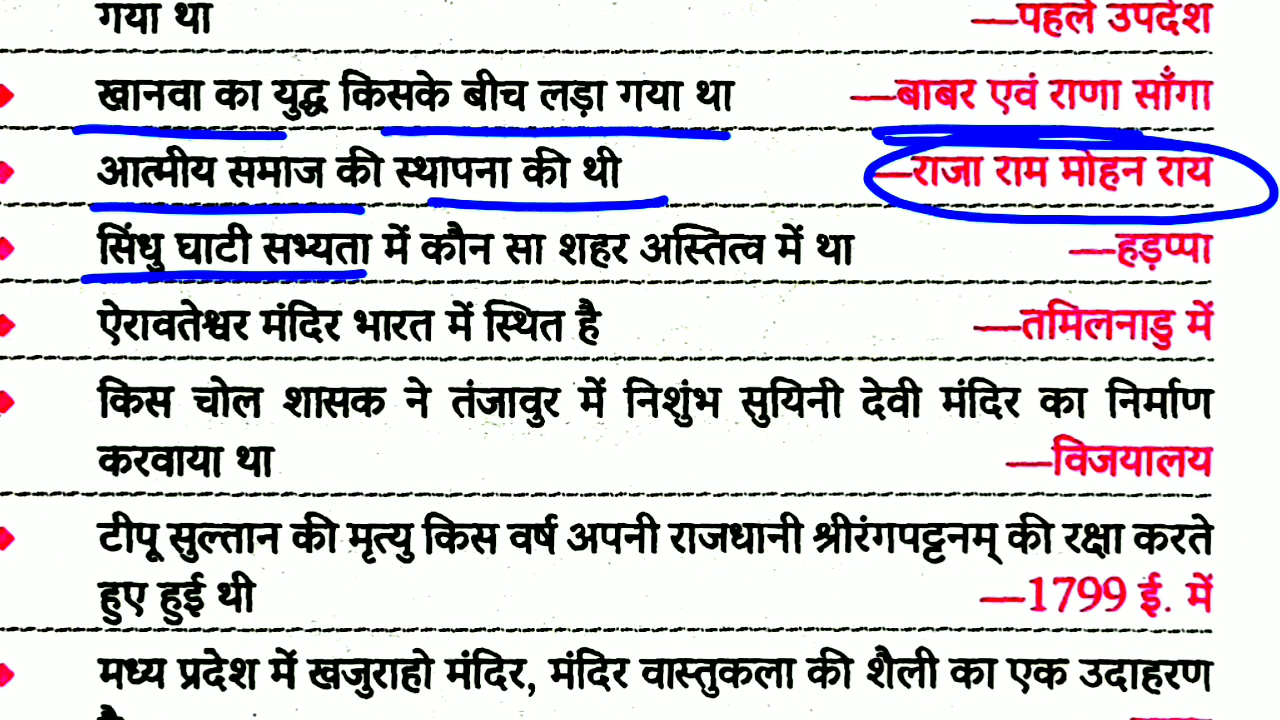 गया था —पहले उपदेश
खानवा का युद्ध किसके बीच लड़ा गया था —बाबर एवं राणा साँगा
आत्मीय समाज की स्थापना की थी —राजा राम मोहन राय
सिंधु घाटी सभ्यता में कौन सा शहर अस्तित्व में था —हड़प्पा
ऐरावतेश्वर मंदिर भारत में स्थित है —तमिलनाडु में
किस चोल शासक ने तंजावुर में निशुंभ सुयिनी देवी मंदिर का निर्माण
करवाया था —विजयालय
टीपू सुल्तान की मृत्यु किस वर्ष अपनी राजधानी श्रीरंगपट्टनम् की रक्षा करते
हुए हुई थी —1799 ई. में
मध्य प्रदेश में खजुराहो मंदिर, मंदिर वास्तुकला की शैली का एक उदाहरण